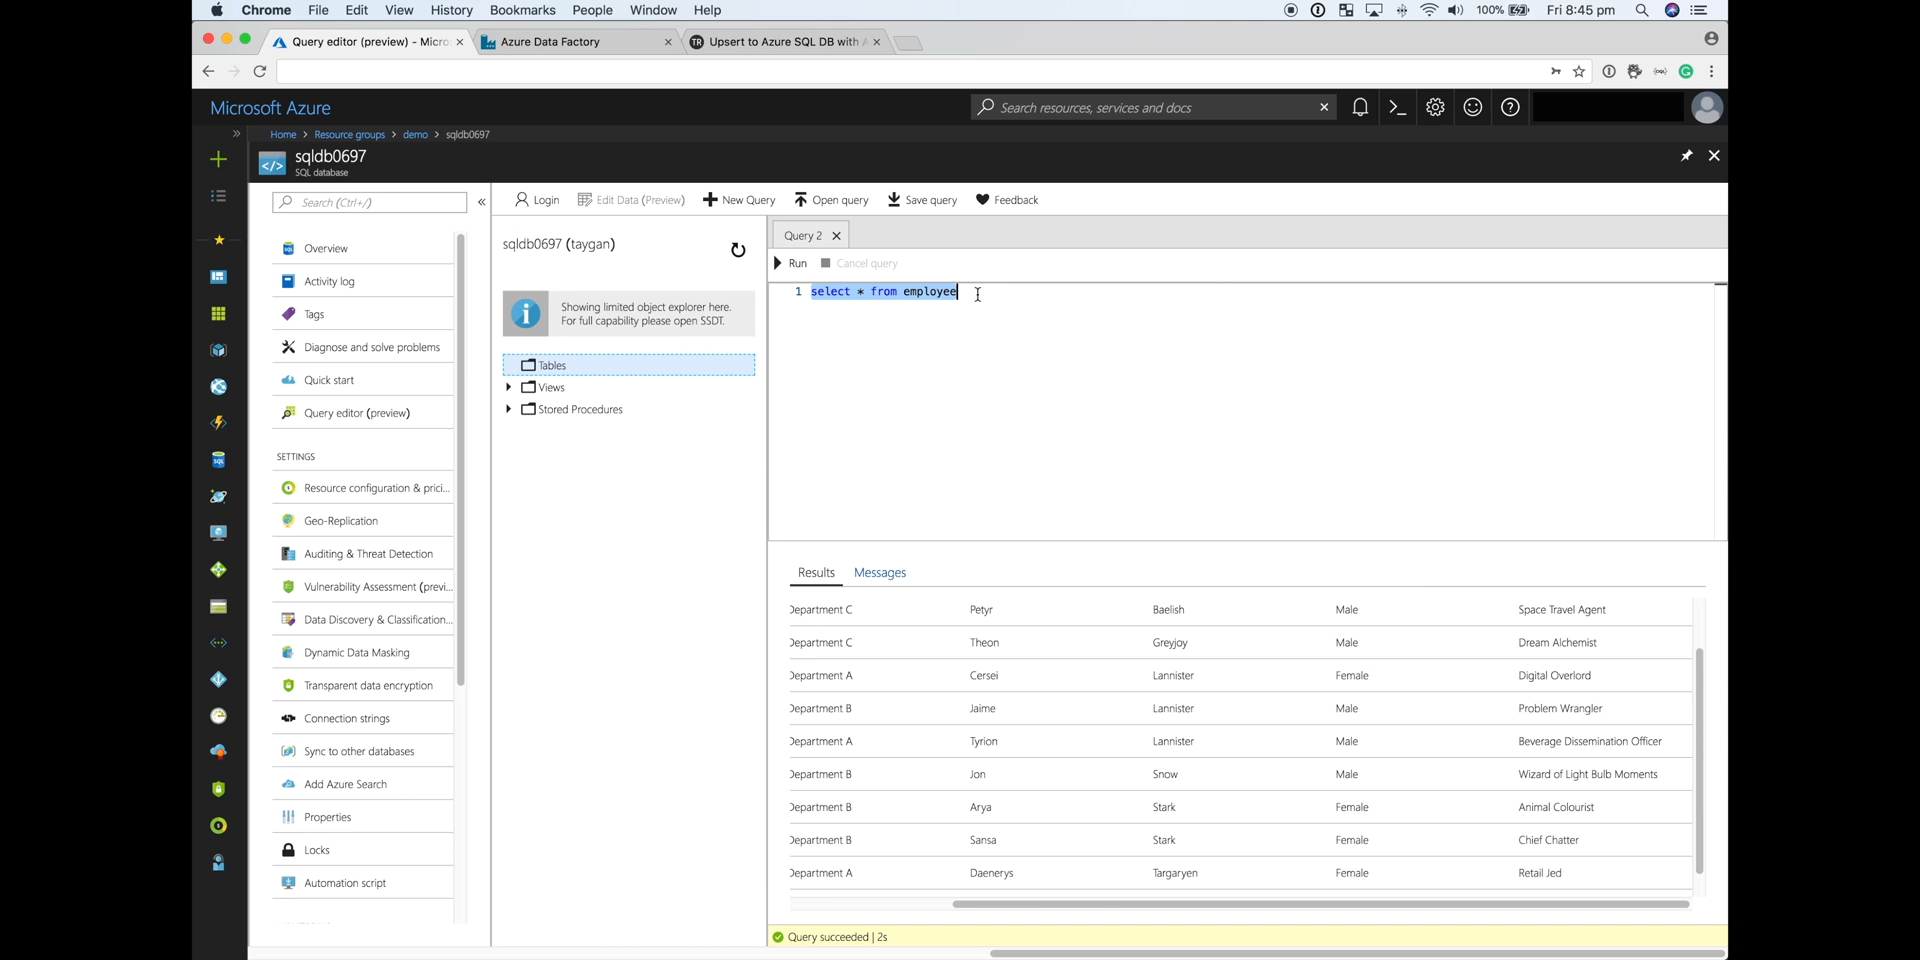 Chrome File Edit View History Bookmarks People Window Help 100% Fri 8:45 pm
Query editor (preview) - Micro Azure Data Factory Upsert to Azure SQL DB with A
Microsoft Azure Search resources, services and docs
Home > Resource groups > demo > sqldb0697
sqldb0697
SQL database
Search (Ctrl+/) Login Edit Data (Preview) New Query Open query Save query Feedback
Overview
Activity log
Tags
Diagnose and solve problems
Quick start
Query editor (preview)
SETTINGS
Resource configuration & prici...
Geo-Replication
Auditing & Threat Detection
Vulnerability Assessment (previ...
Data Discovery & Classification...
Dynamic Data Masking
Transparent data encryption
Connection strings
Sync to other databases
Add Azure Search
Properties
Locks
Automation script
sqldb0697 (taygan)
Showing limited object explorer here.
For full capability please open SSDT.
Tables
Views
Stored Procedures
Query 2
Run Cancel query
1 select * from employee
Results Messages
Department C Petyr Baelish Male Space Travel Agent
Department C Theon Greyjoy Male Dream Alchemist
Department A Cersei Lannister Female Digital Overlord
Department B Jaime Lannister Male Problem Wrangler
Department A Tyrion Lannister Male Beverage Dissemination Officer
Department B Jon Snow Male Wizard of Light Bulb Moments
Department B Arya Stark Female Animal Colourist
Department B Sansa Stark Female Chief Chatter
Department A Daenerys Targaryen Female Retail Jed
Query succeeded | 2s